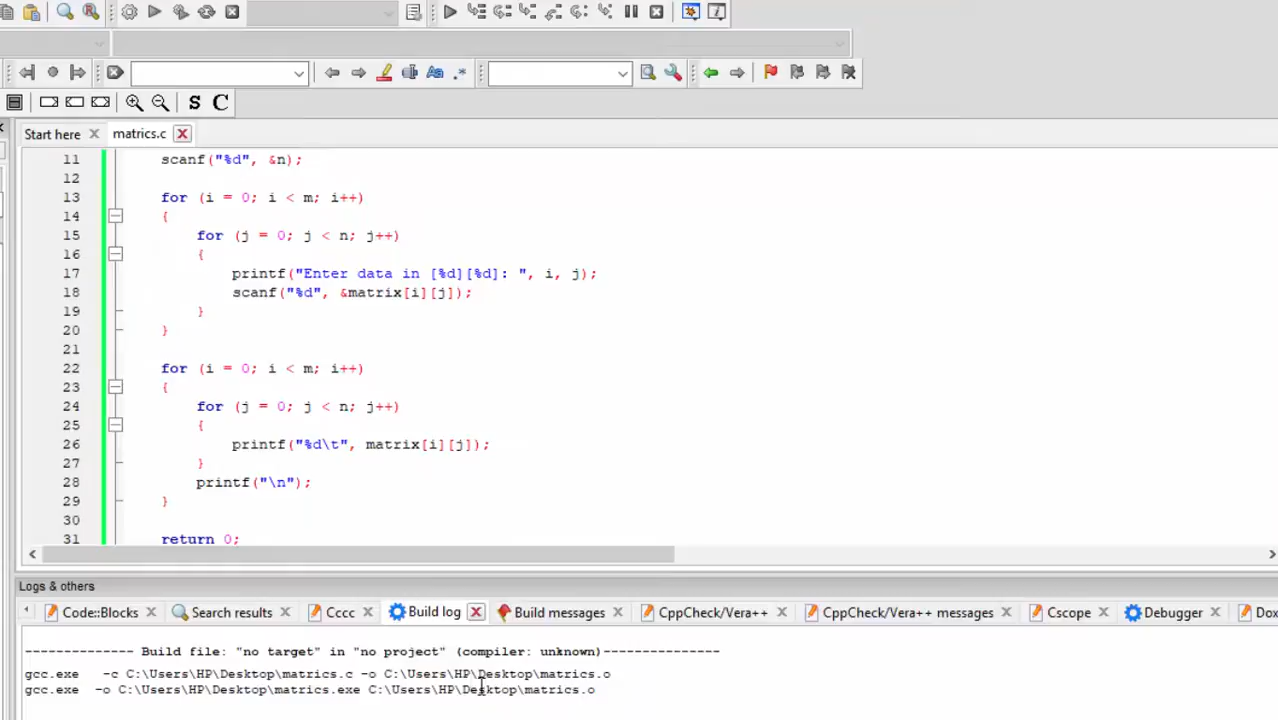 S C
Start here
matrics.c
11 scanf("%d", &n);
12
13 for (i = 0; i < m; i++)
14 {
15 for (j = 0; j < n; j++)
16 {
17 printf("Enter data in [%d][%d]: ", i, j);
18 scanf("%d", &matrix[i][j]);
19 }
20 }
21
22 for (i = 0; i < m; i++)
23 {
24 for (j = 0; j < n; j++)
25 {
26 printf("%d\t", matrix[i][j]);
27 }
28 printf("\n");
29 }
30
31 return 0;
Logs & others
Code::Blocks Search results Cccc Build log Build messages CppCheck/Vera++ CppCheck/Vera++ messages Cscope Debugger Dox
-------------- Build file: "no target" in "no project" (compiler: unknown)---------------
gcc.exe -c C:\Users\HP\Desktop\matrics.c -o C:\Users\HP\Desktop\matrics.o
gcc.exe -o C:\Users\HP\Desktop\matrics.exe C:\Users\HP\Desktop\matrics.o